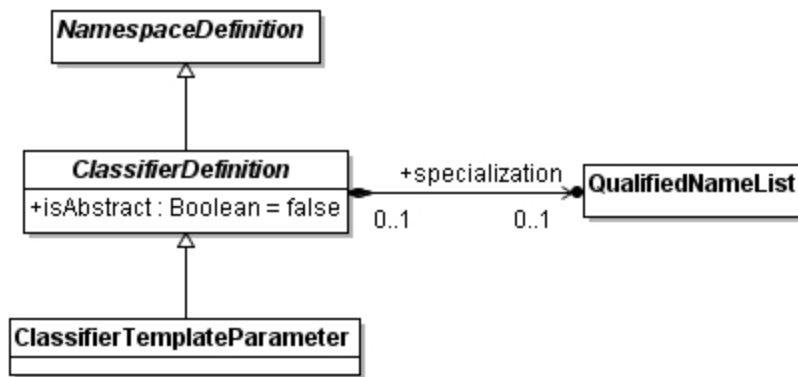 NamespaceDefinition
ClassifierDefinition
+isAbstract : Boolean = false
+specialization
0..1
0..1
QualifiedNameList
ClassifierTemplateParameter